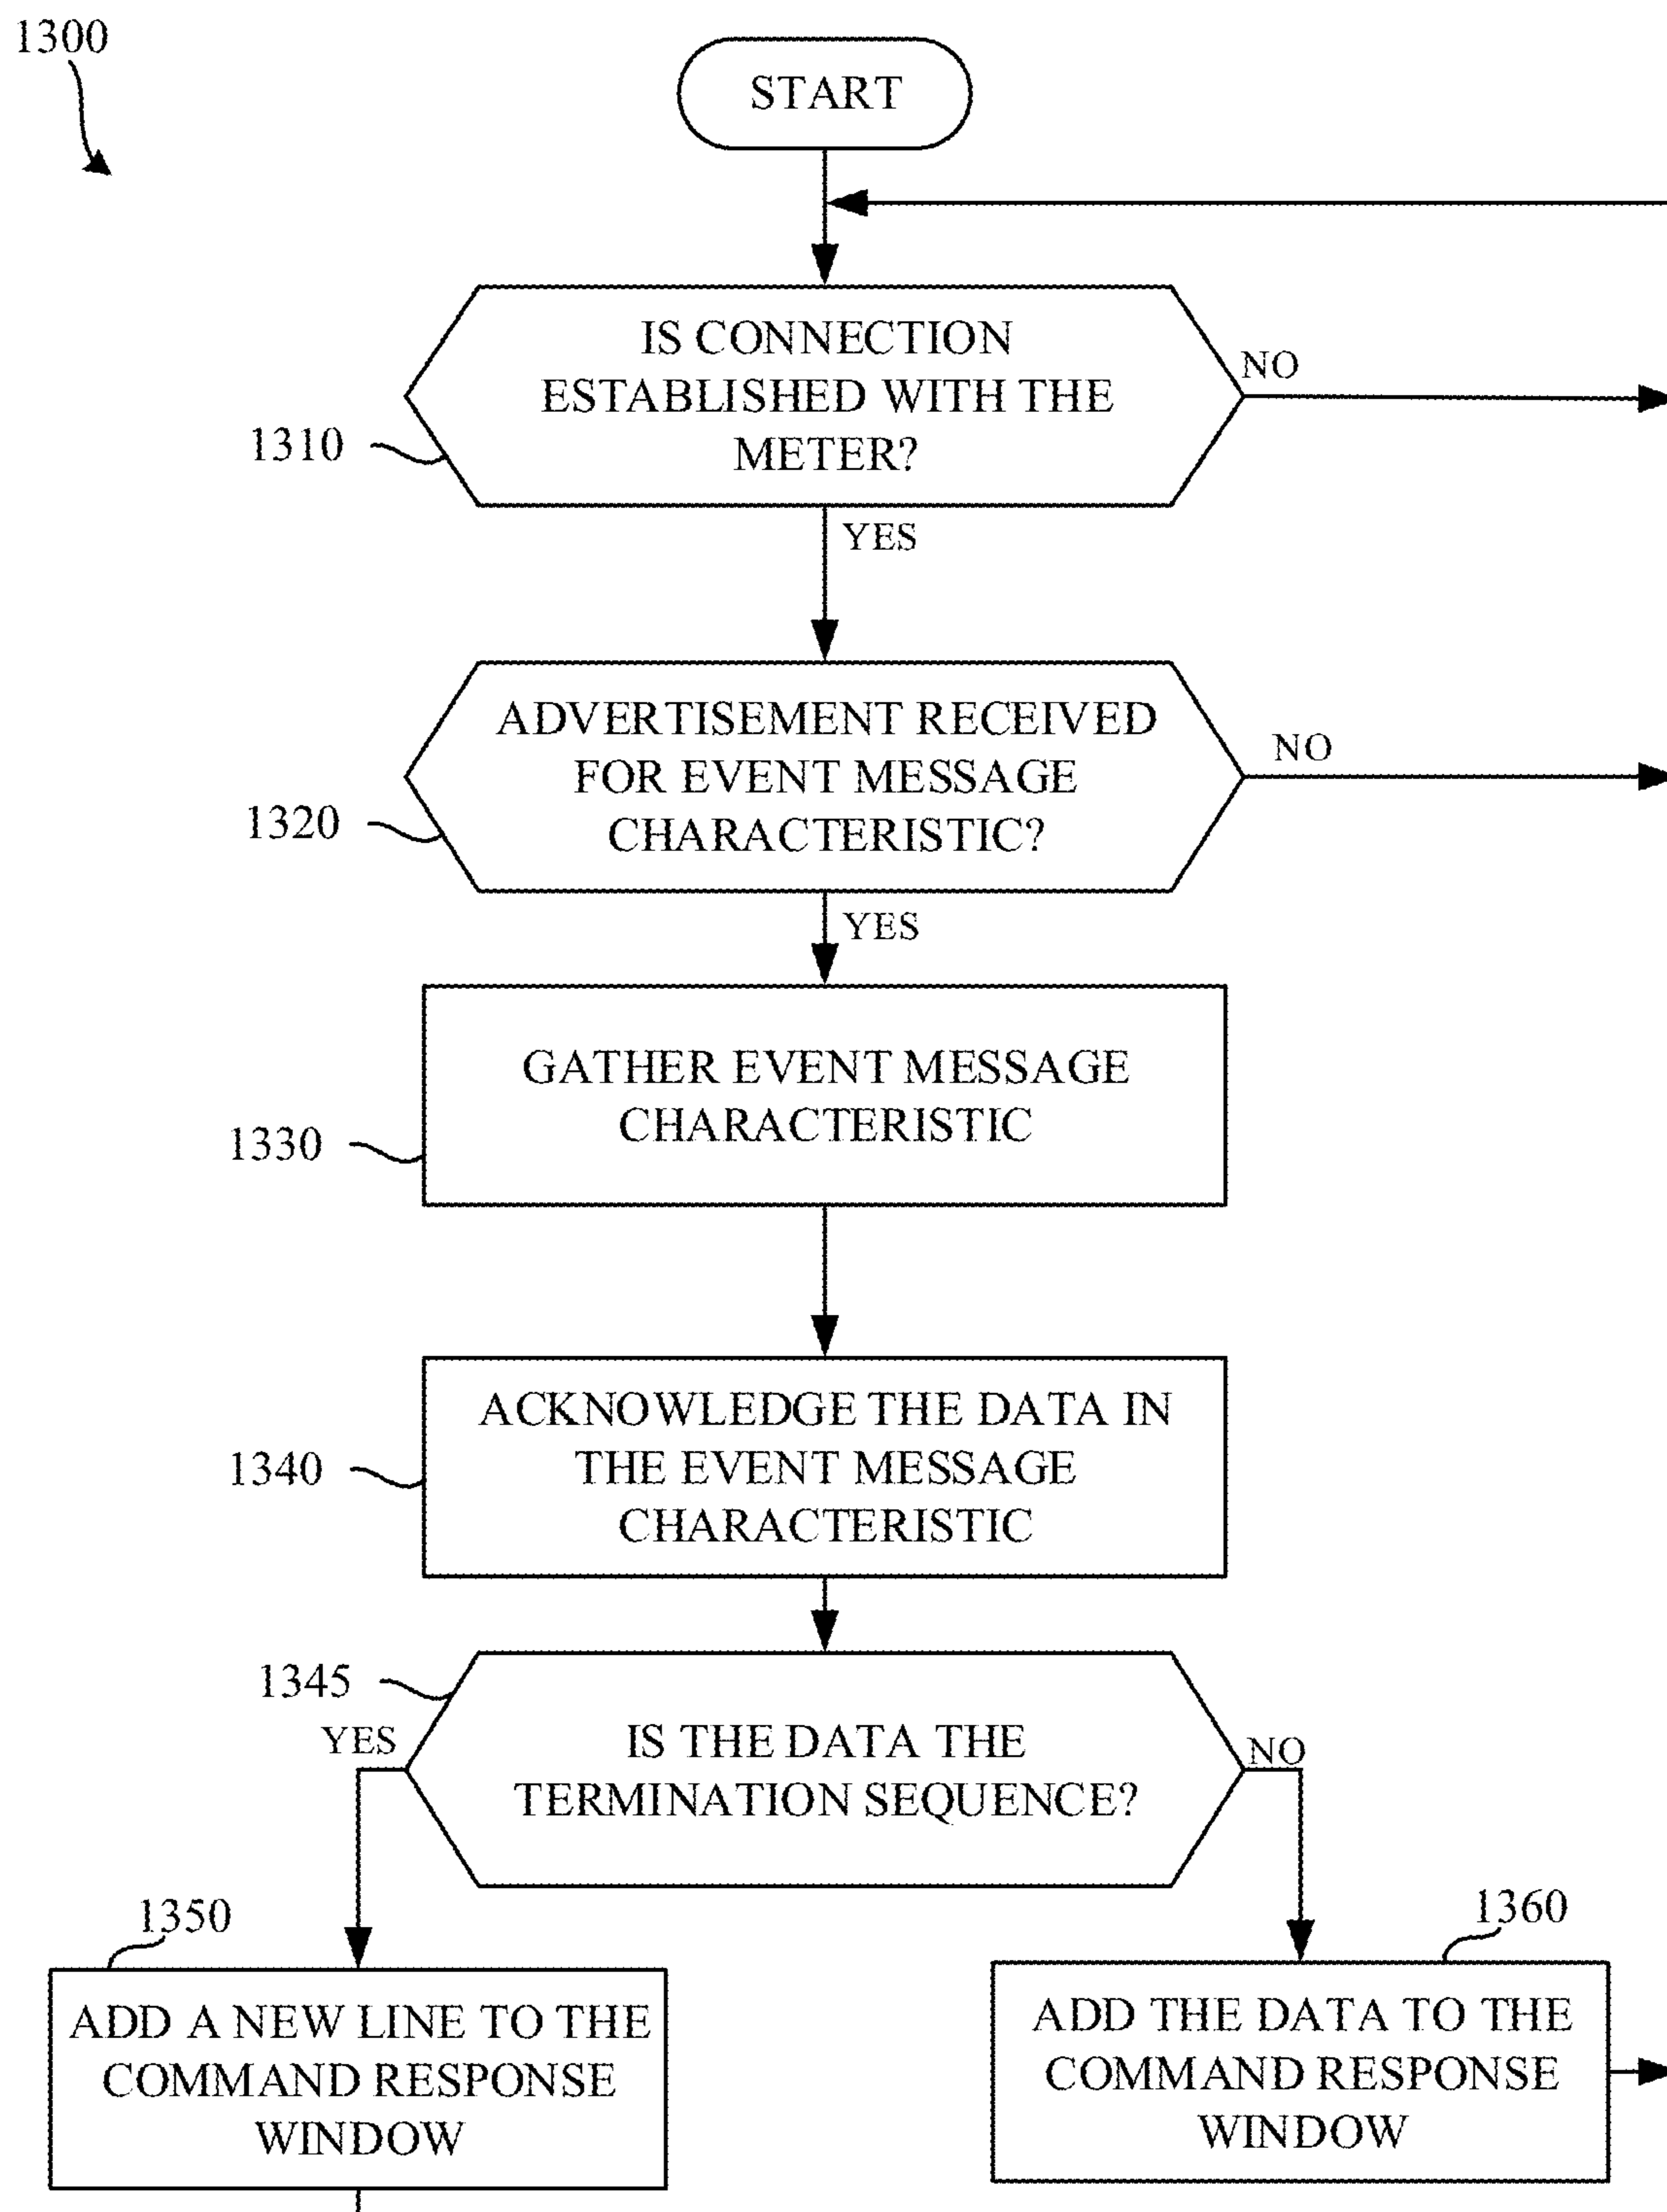 1300
START
IS CONNECTION
ESTABLISHED WITH THE
METER?
NO
1310
YES
ADVERTISEMENT RECEIVED
FOR EVENT MESSAGE
CHARACTERISTIC?
NO
1320
YES
GATHER EVENT MESSAGE
CHARACTERISTIC
1330
ACKNOWLEDGE THE DATA IN
THE EVENT MESSAGE
CHARACTERISTIC
1340
1345
YES
IS THE DATA THE
TERMINATION SEQUENCE?
NO
1350
ADD A NEW LINE TO THE
COMMAND RESPONSE
WINDOW
1360
ADD THE DATA TO THE
COMMAND RESPONSE
WINDOW